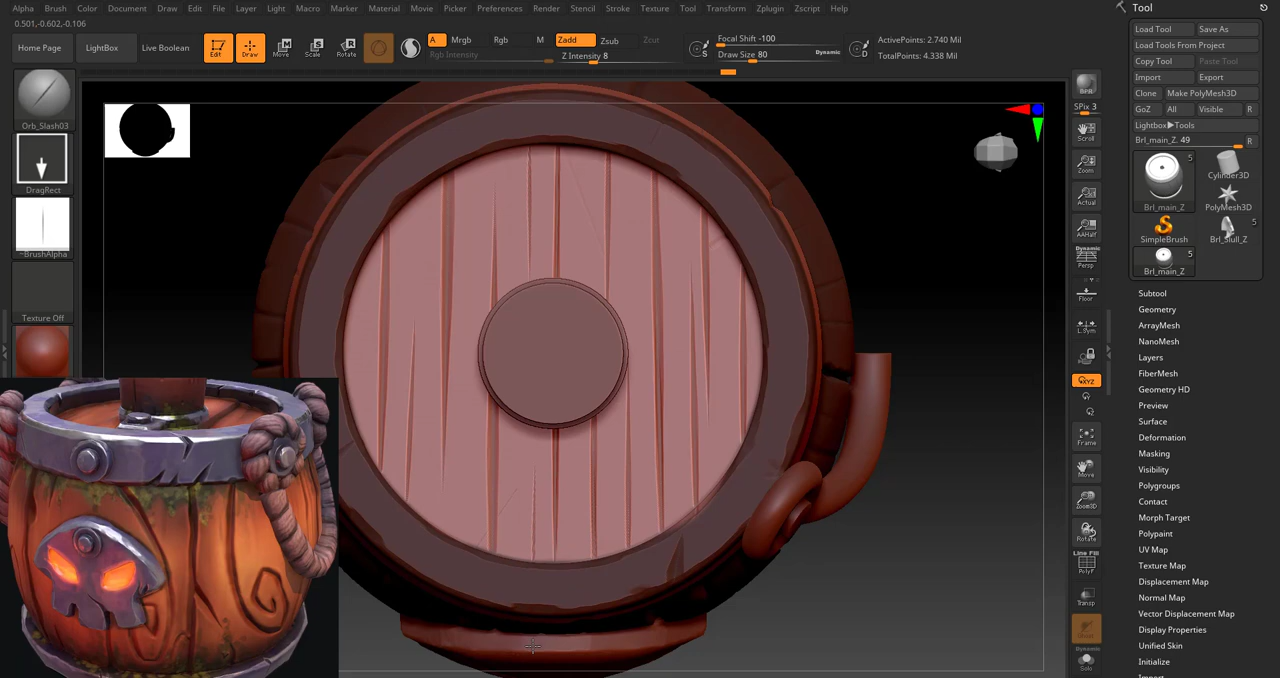 Alpha Brush Color Document Draw Edit File Layer Light Macro Marker Material Movie Picker Preferences Render Stencil Stroke Texture Tool Transform Zplugin Zscript Help
Tool
0.501,-0.602,-0.106
Home Page LightBox Live Boolean Edit Draw Move Scale Rotate
A Mrgb Rgb M Zadd Zsub Zcut
Rgb Intensity Z Intensity 8
S Focal Shift -100
Draw Size 80 Dynamic
D ActivePoints: 2.740 Mil
TotalPoints: 4.338 Mil
Orb_Slash03
DragRect
~BrushAlpha
Texture Off
BPR
SPix 3
Scroll
Zoom
Actual
AAHalf
Dynamic
Persp
Floor
L.Sym
XYZ
Frame
Move
Zoom3D
Rotate
Line Fill
PolyF
Transp
Dynamic
Solo
Load Tool Save As
Load Tools From Project
Copy Tool Paste Tool
Import Export
Clone Make PolyMesh3D
GoZ All Visible R
Lightbox▶Tools
Brl_main_Z. 49 R
5
Brl_main_Z
Cylinder3D
PolyMesh3D
SimpleBrush
5
Brl_Skull_Z
5
Brl_main_Z
Subtool
Geometry
ArrayMesh
NanoMesh
Layers
FiberMesh
Geometry HD
Preview
Surface
Deformation
Masking
Visibility
Polygroups
Contact
Morph Target
Polypaint
UV Map
Texture Map
Displacement Map
Normal Map
Vector Displacement Map
Display Properties
Unified Skin
Initialize
Import